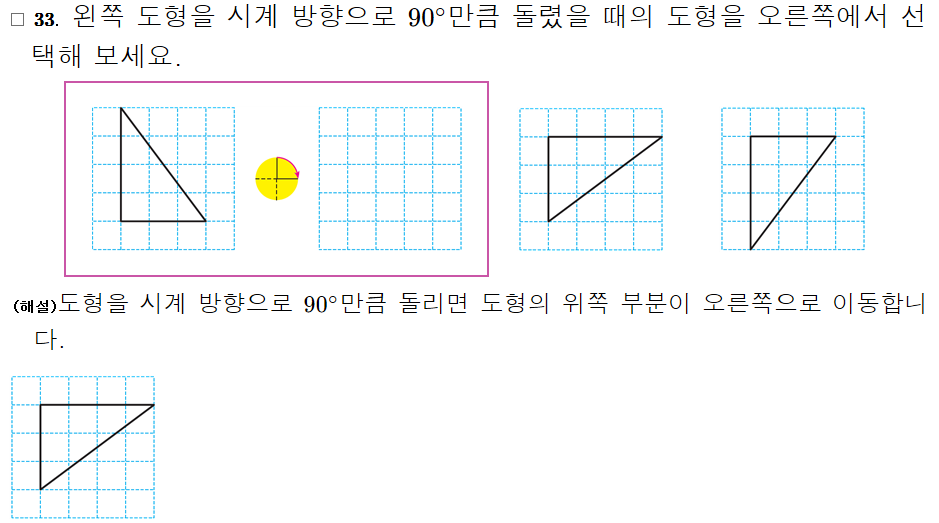 □ 33. 왼쪽 도형을 시계 방향으로 90°만큼 돌렸을 때의 도형을 오른쪽에서 선
택해 보세요.
(해설)도형을 시계 방향으로 90°만큼 돌리면 도형의 위쪽 부분이 오른쪽으로 이동합니
다.